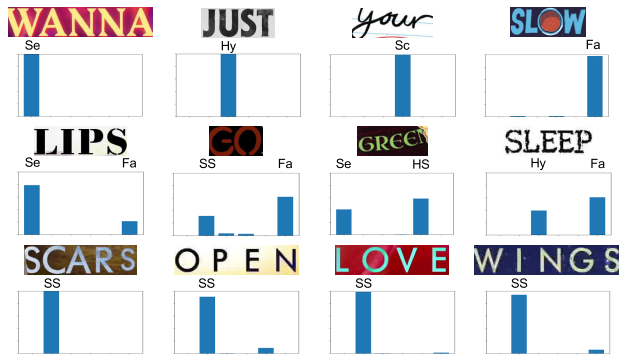 WANNA JUST your SLOW
Se Hy Sc Fa
LIPS GO GREEN SLEEP
Se Fa SS Fa Se HS Hy Fa
SCARS OPEN LOVE WINGS
SS SS SS SS